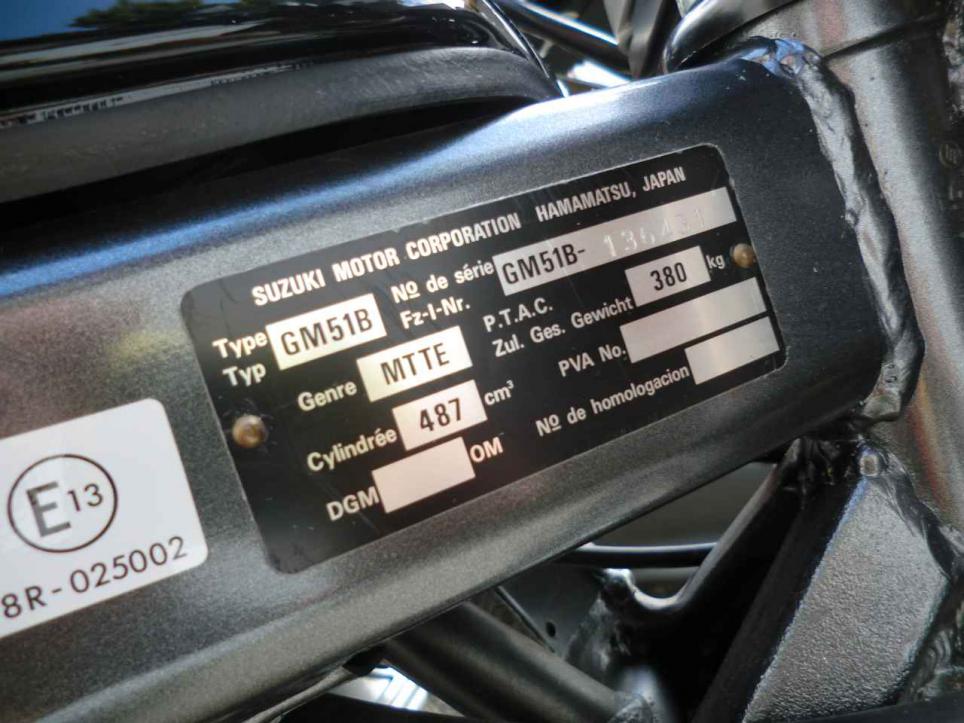 SUZUKI MOTOR CORPORATION HAMAMATSU, JAPAN
Type
Typ
GM51B
Nº de série
Fz-I-Nr.
GM51B-
Genre
MTTE
P.T.A.C.
Zul. Ges. Gewicht
380 kg
Cylindrée
487 cm³
PVA No.
DGM
OM
Nº de homologacion
E 13
8R-025002